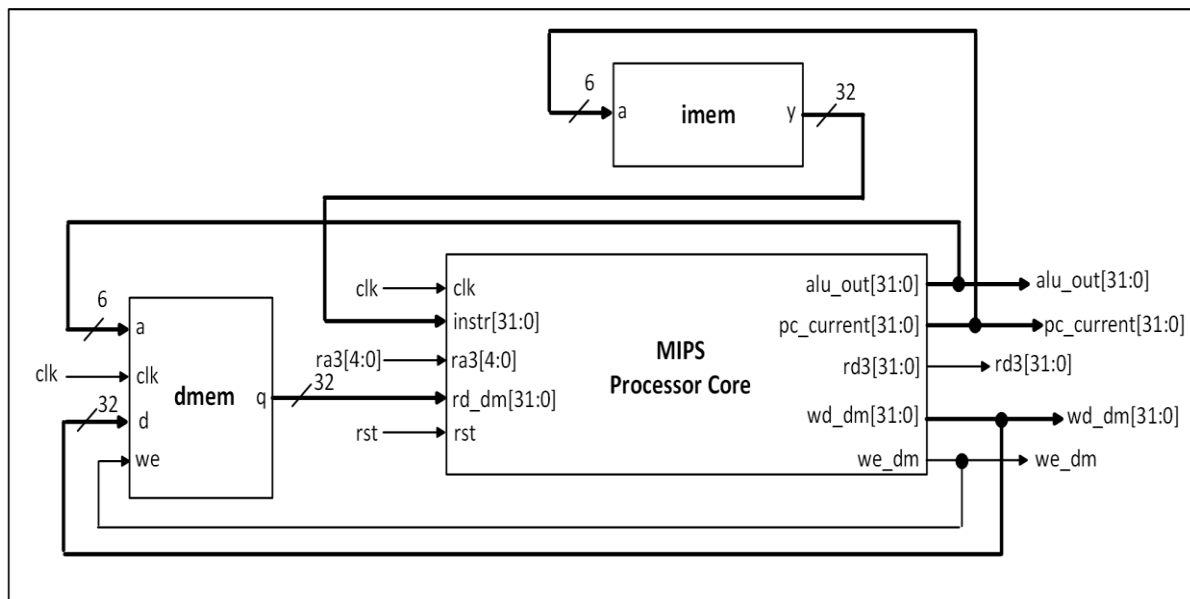 6
a
imem
y
32
6
a
clk
clk
dmem
q
32
32
d
we
clk
clk
instr[31:0]
ra3[4:0]
ra3[4:0]
rd_dm[31:0]
rst
rst
MIPS
Processor Core
alu_out[31:0]
alu_out[31:0]
pc_current[31:0]
pc_current[31:0]
rd3[31:0]
rd3[31:0]
wd_dm[31:0]
wd_dm[31:0]
we_dm
we_dm